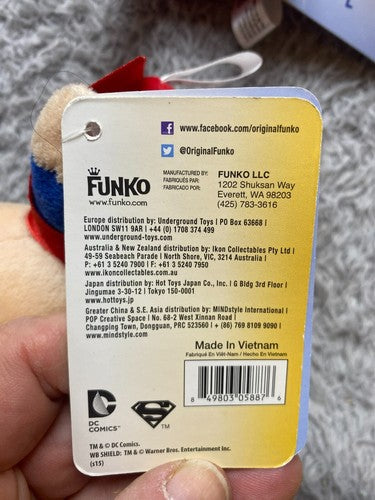 www.facebook.com/originalfunko
@OriginalFunko
FUNKO
www.funko.com
MANUFACTURED BY:
FABRIQUÉS PAR:
FABRICADO POR:
FUNKO LLC
1202 Shuksan Way
Everett, WA 98203
(425) 783-3616
Europe distribution by: Underground Toys | PO Box 63668 |
LONDON SW11 9AR | +44 (0) 1708 374 499
www.underground-toys.com
Australia & New Zealand distribution by: Ikon Collectables Pty Ltd |
49-59 Seabeach Parade | North Shore, VIC, 3214 Australia |
P: +61 3 5240 7900 | F: +61 3 5240 7150
www.ikoncollectables.com.au
Japan distribution by: Hot Toys Japan Co., Inc. | G Bldg 3rd Floor |
Jingumae 3-30-12 | Tokyo 150-0001
www.hottoys.jp
Greater China & S.E. Asia distribution by: MINDstyle International |
POP Creative Space | No. 68-2 West Xinnan Road |
Changping Town, Dongguan, PRC 523560 | + (86) 769 8109 9090 |
www.mindstyle.com
Made In Vietnam
Fabriqué En Viêt-Nam / Hecho En Vietnam
8 49803 05887 6
DC
DC COMICS™
S
™
TM & © DC Comics.
WB SHIELD: TM & © Warner Bros. Entertainment Inc.
(s15)